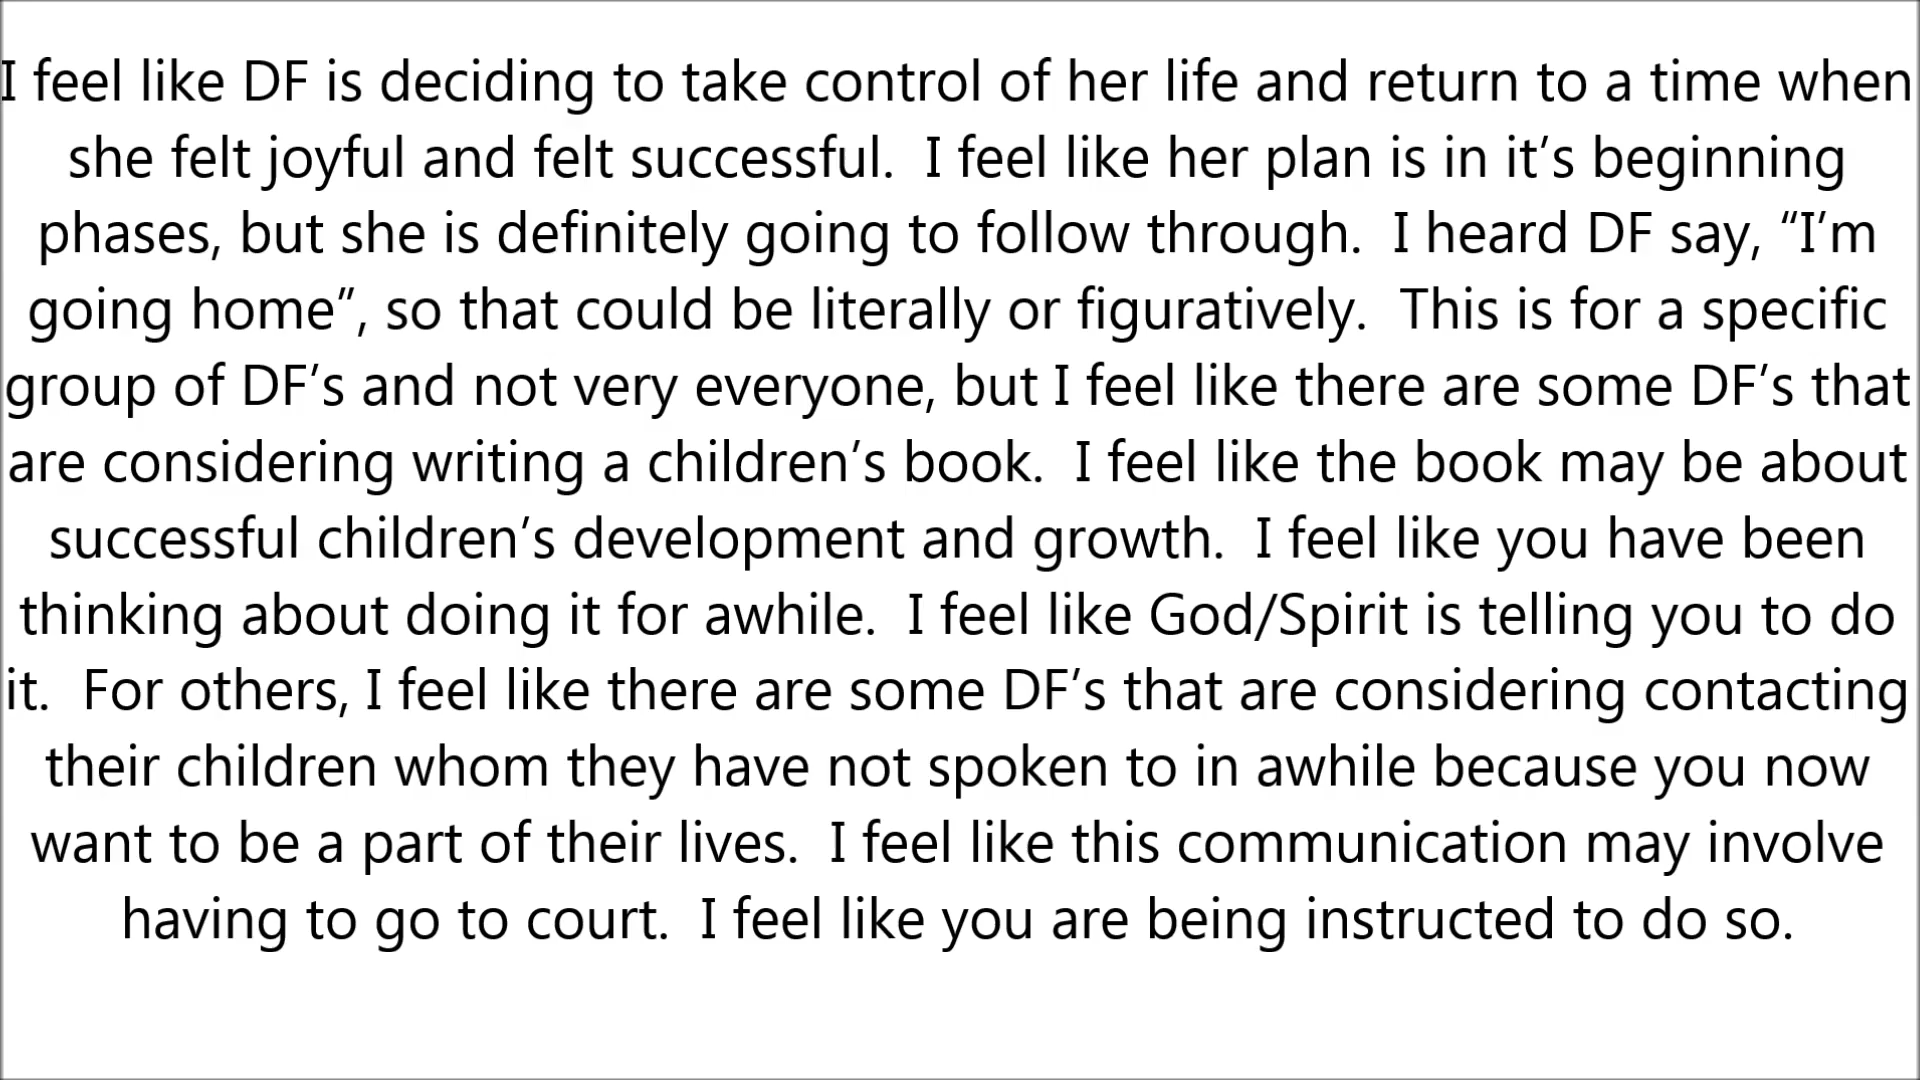 I feel like DF is deciding to take control of her life and return to a time when
she felt joyful and felt successful.  I feel like her plan is in it’s beginning
phases, but she is definitely going to follow through.  I heard DF say, “I’m
going home”, so that could be literally or figuratively.  This is for a specific
group of DF’s and not very everyone, but I feel like there are some DF’s that
are considering writing a children’s book.  I feel like the book may be about
successful children’s development and growth.  I feel like you have been
thinking about doing it for awhile.  I feel like God/Spirit is telling you to do
it.  For others, I feel like there are some DF’s that are considering contacting
their children whom they have not spoken to in awhile because you now
want to be a part of their lives.  I feel like this communication may involve
having to go to court.  I feel like you are being instructed to do so.